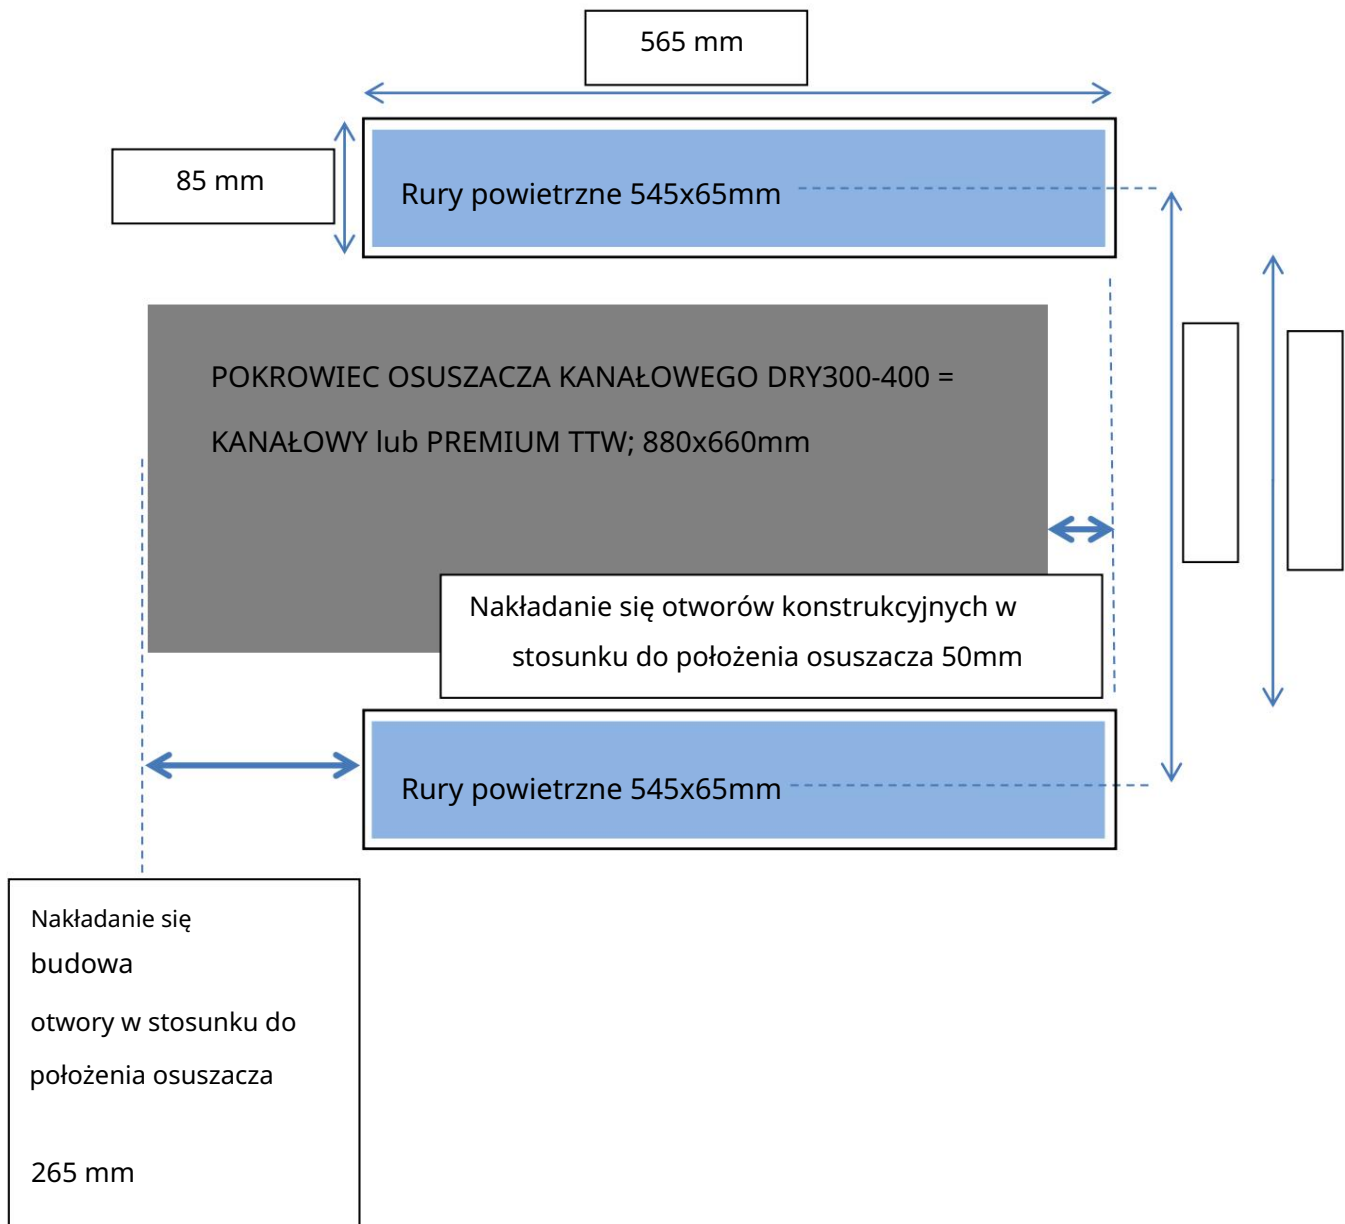 565 mm
85 mm
Rury powietrzne 545x65mm
POKROWIEC OSUSZACZA KANAŁOWEGO DRY300-400 =
KANAŁOWY lub PREMIUM TTW; 880x660mm
Nakładanie się otworów konstrukcyjnych w
stosunku do położenia osuszacza 50mm
Rury powietrzne 545x65mm
Nakładanie się
budowa
otwory w stosunku do
położenia osuszacza
265 mm